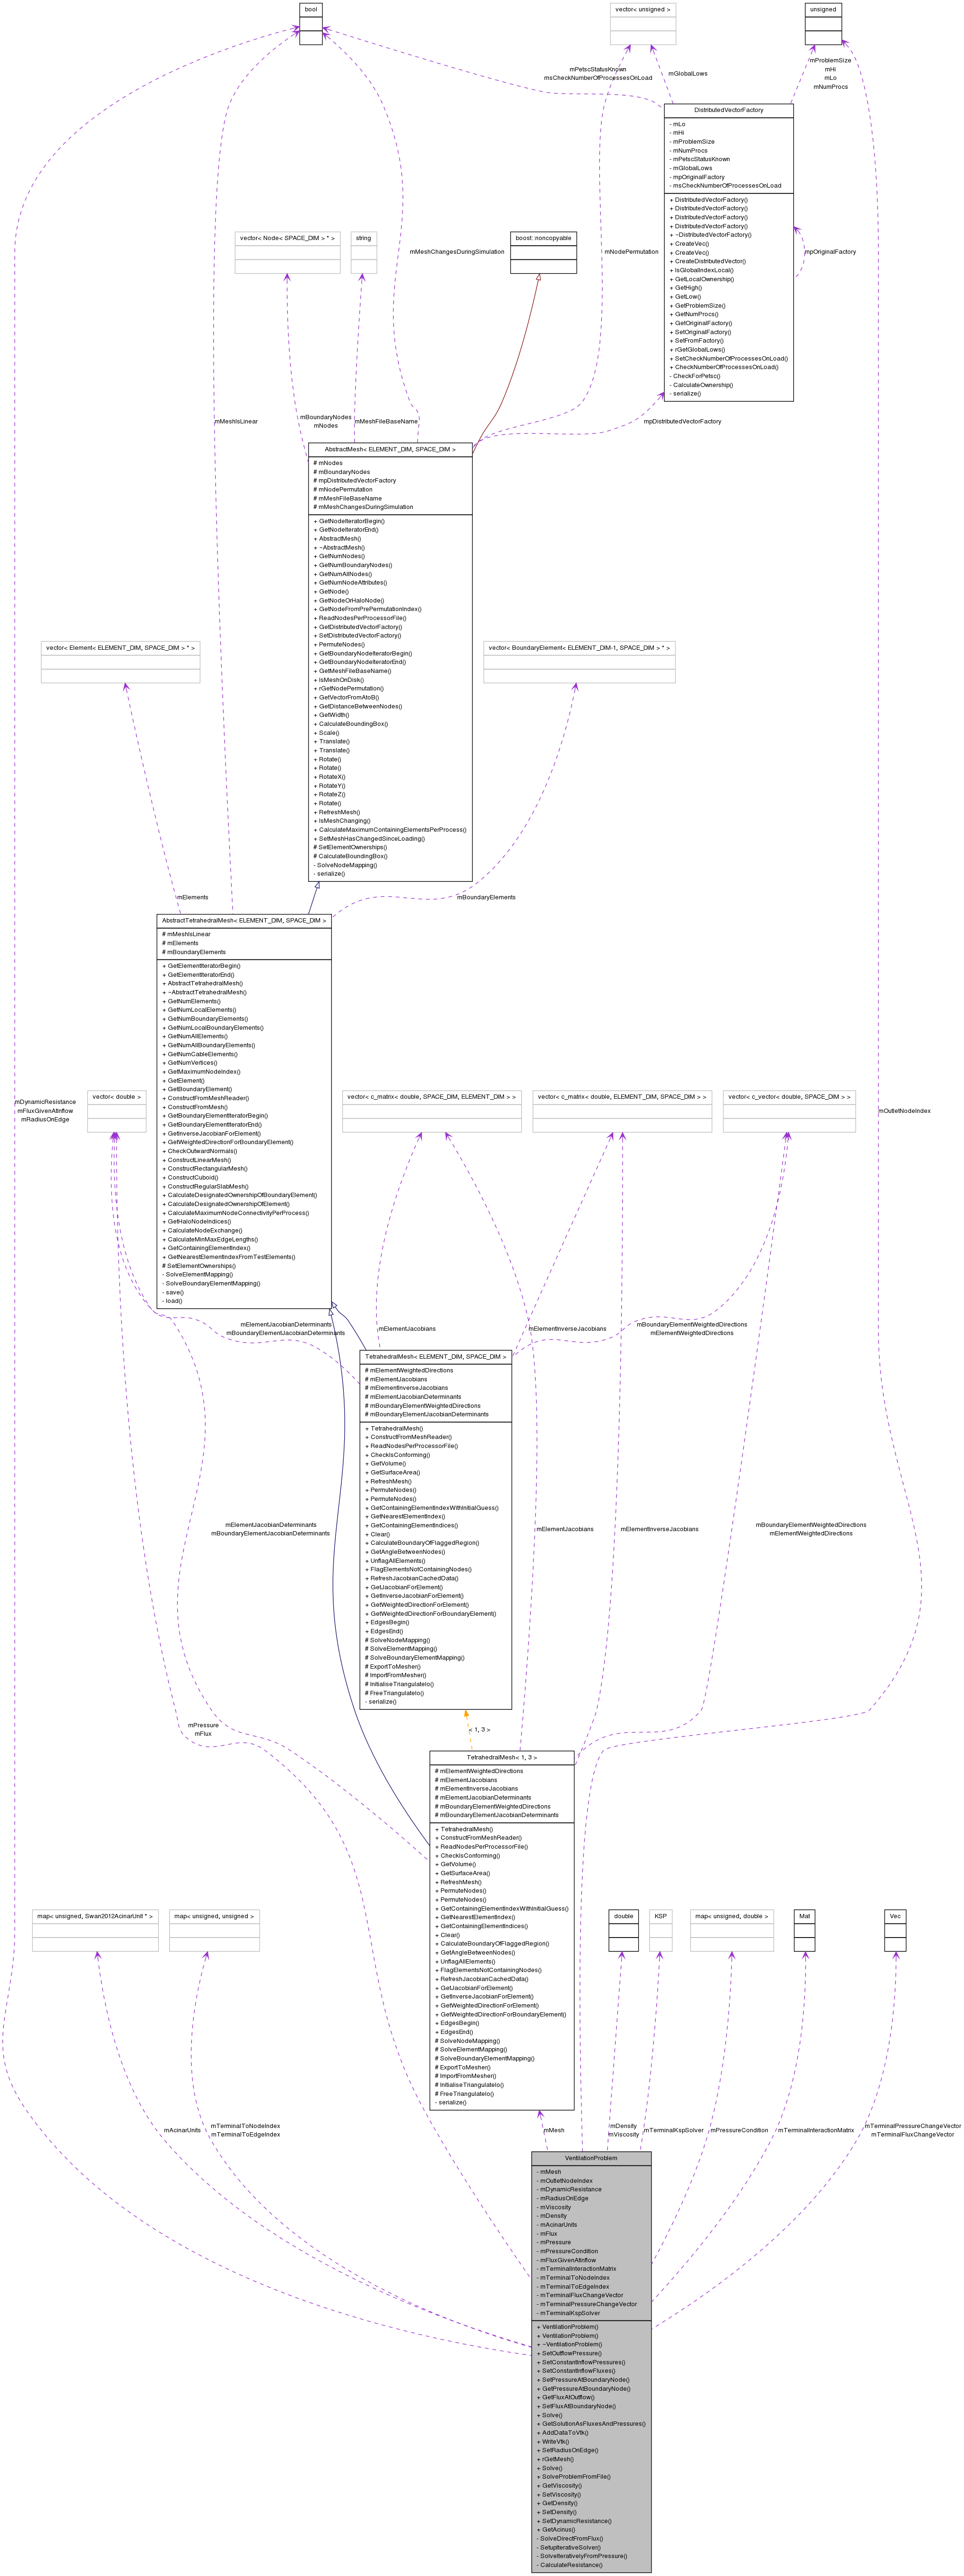 bool
vector< unsigned >
unsigned
mPetscStatusKnown
msCheckNumberOfProcessesOnLoad
mGlobalLows
mProblemSize
mHi
mLo
mNumProcs
DistributedVectorFactory
- mLo
- mHi
- mProblemSize
- mNumProcs
- mPetscStatusKnown
- mGlobalLows
- mpOriginalFactory
- msCheckNumberOfProcessesOnLoad
+ DistributedVectorFactory()
+ DistributedVectorFactory()
+ DistributedVectorFactory()
+ DistributedVectorFactory()
+ ~DistributedVectorFactory()
+ CreateVec()
+ CreateVec()
+ CreateDistributedVector()
+ IsGlobalIndexLocal()
+ GetLocalOwnership()
+ GetHigh()
+ GetLow()
+ GetProblemSize()
+ GetNumProcs()
+ GetOriginalFactory()
+ SetOriginalFactory()
+ SetFromFactory()
+ rGetGlobalLows()
+ SetCheckNumberOfProcessesOnLoad()
+ CheckNumberOfProcessesOnLoad()
- CheckForPetsc()
- CalculateOwnership()
- serialize()
mpOriginalFactory
vector< Node< SPACE_DIM > * >
string
mMeshChangesDuringSimulation
boost::noncopyable
mNodePermutation
mMeshIsLinear
mBoundaryNodes
mNodes
mMeshFileBaseName
mpDistributedVectorFactory
AbstractMesh< ELEMENT_DIM, SPACE_DIM >
# mNodes
# mBoundaryNodes
# mpDistributedVectorFactory
# mNodePermutation
# mMeshFileBaseName
# mMeshChangesDuringSimulation
+ GetNodeIteratorBegin()
+ GetNodeIteratorEnd()
+ AbstractMesh()
+ ~AbstractMesh()
+ GetNumNodes()
+ GetNumBoundaryNodes()
+ GetNumAllNodes()
+ GetNumNodeAttributes()
+ GetNode()
+ GetNodeOrHaloNode()
+ GetNodeFromPrePermutationIndex()
+ ReadNodesPerProcessorFile()
+ GetDistributedVectorFactory()
+ SetDistributedVectorFactory()
+ PermuteNodes()
+ GetBoundaryNodeIteratorBegin()
+ GetBoundaryNodeIteratorEnd()
+ GetMeshFileBaseName()
+ IsMeshOnDisk()
+ rGetNodePermutation()
+ GetVectorFromAtoB()
+ GetDistanceBetweenNodes()
+ GetWidth()
+ CalculateBoundingBox()
+ Scale()
+ Translate()
+ Translate()
+ Rotate()
+ Rotate()
+ RotateX()
+ RotateY()
+ RotateZ()
+ Rotate()
+ RefreshMesh()
+ IsMeshChanging()
+ CalculateMaximumContainingElementsPerProcess()
+ SetMeshHasChangedSinceLoading()
# SetElementOwnerships()
# CalculateBoundingBox()
- SolveNodeMapping()
- serialize()
vector< Element< ELEMENT_DIM, SPACE_DIM > * >
vector< BoundaryElement< ELEMENT_DIM-1, SPACE_DIM > * >
mElements
mBoundaryElements
AbstractTetrahedralMesh< ELEMENT_DIM, SPACE_DIM >
# mMeshIsLinear
# mElements
# mBoundaryElements
+ GetElementIteratorBegin()
+ GetElementIteratorEnd()
+ AbstractTetrahedralMesh()
+ ~AbstractTetrahedralMesh()
+ GetNumElements()
+ GetNumLocalElements()
+ GetNumBoundaryElements()
+ GetNumLocalBoundaryElements()
+ GetNumAllElements()
+ GetNumAllBoundaryElements()
+ GetNumCableElements()
+ GetNumVertices()
+ GetMaximumNodeIndex()
+ GetElement()
+ GetBoundaryElement()
+ ConstructFromMeshReader()
+ ConstructFromMesh()
+ GetBoundaryElementIteratorBegin()
+ GetBoundaryElementIteratorEnd()
+ GetInverseJacobianForElement()
+ GetWeightedDirectionForBoundaryElement()
+ CheckOutwardNormals()
+ ConstructLinearMesh()
+ ConstructRectangularMesh()
+ ConstructCuboid()
+ ConstructRegularSlabMesh()
+ CalculateDesignatedOwnershipOfBoundaryElement()
+ CalculateDesignatedOwnershipOfElement()
+ CalculateMaximumNodeConnectivityPerProcess()
+ GetHaloNodeIndices()
+ CalculateNodeExchange()
+ CalculateMinMaxEdgeLengths()
+ GetContainingElementIndex()
+ GetNearestElementIndexFromTestElements()
# SetElementOwnerships()
- SolveElementMapping()
- SolveBoundaryElementMapping()
- save()
- load()
mDynamicResistance
mFluxGivenAtInflow
mRadiusOnEdge
vector< double >
vector< c_matrix< double, SPACE_DIM, ELEMENT_DIM > >
vector< c_matrix< double, ELEMENT_DIM, SPACE_DIM > >
vector< c_vector< double, SPACE_DIM > >
mOutletNodeIndex
mElementJacobianDeterminants
mBoundaryElementJacobianDeterminants
mElementJacobians
mElementInverseJacobians
mBoundaryElementWeightedDirections
mElementWeightedDirections
TetrahedralMesh< ELEMENT_DIM, SPACE_DIM >
# mElementWeightedDirections
# mElementJacobians
# mElementInverseJacobians
# mElementJacobianDeterminants
# mBoundaryElementWeightedDirections
# mBoundaryElementJacobianDeterminants
+ TetrahedralMesh()
+ ConstructFromMeshReader()
+ ReadNodesPerProcessorFile()
+ CheckIsConforming()
+ GetVolume()
+ GetSurfaceArea()
+ RefreshMesh()
+ PermuteNodes()
+ PermuteNodes()
+ GetContainingElementIndexWithInitialGuess()
+ GetNearestElementIndex()
+ GetContainingElementIndices()
+ Clear()
+ CalculateBoundaryOfFlaggedRegion()
+ GetAngleBetweenNodes()
+ UnflagAllElements()
+ FlagElementsNotContainingNodes()
+ RefreshJacobianCachedData()
+ GetJacobianForElement()
+ GetInverseJacobianForElement()
+ GetWeightedDirectionForElement()
+ GetWeightedDirectionForBoundaryElement()
+ EdgesBegin()
+ EdgesEnd()
# SolveNodeMapping()
# SolveElementMapping()
# SolveBoundaryElementMapping()
# ExportToMesher()
# ImportFromMesher()
# InitialiseTriangulateIo()
# FreeTriangulateIo()
- serialize()
mElementJacobianDeterminants
mBoundaryElementJacobianDeterminants
mElementJacobians
mElementInverseJacobians
mBoundaryElementWeightedDirections
mElementWeightedDirections
mPressure
mFlux
< 1, 3 >
TetrahedralMesh< 1, 3 >
# mElementWeightedDirections
# mElementJacobians
# mElementInverseJacobians
# mElementJacobianDeterminants
# mBoundaryElementWeightedDirections
# mBoundaryElementJacobianDeterminants
+ TetrahedralMesh()
+ ConstructFromMeshReader()
+ ReadNodesPerProcessorFile()
+ CheckIsConforming()
+ GetVolume()
+ GetSurfaceArea()
+ RefreshMesh()
+ PermuteNodes()
+ PermuteNodes()
+ GetContainingElementIndexWithInitialGuess()
+ GetNearestElementIndex()
+ GetContainingElementIndices()
+ Clear()
+ CalculateBoundaryOfFlaggedRegion()
+ GetAngleBetweenNodes()
+ UnflagAllElements()
+ FlagElementsNotContainingNodes()
+ RefreshJacobianCachedData()
+ GetJacobianForElement()
+ GetInverseJacobianForElement()
+ GetWeightedDirectionForElement()
+ GetWeightedDirectionForBoundaryElement()
+ EdgesBegin()
+ EdgesEnd()
# SolveNodeMapping()
# SolveElementMapping()
# SolveBoundaryElementMapping()
# ExportToMesher()
# ImportFromMesher()
# InitialiseTriangulateIo()
# FreeTriangulateIo()
- serialize()
map< unsigned, Swan2012AcinarUnit * >
map< unsigned, unsigned >
double
KSP
map< unsigned, double >
Mat
Vec
mAcinarUnits
mTerminalToNodeIndex
mTerminalToEdgeIndex
mMesh
mDensity
mViscosity
mTerminalKspSolver
mPressureCondition
mTerminalInteractionMatrix
mTerminalPressureChangeVector
mTerminalFluxChangeVector
VentilationProblem
- mMesh
- mOutletNodeIndex
- mDynamicResistance
- mRadiusOnEdge
- mViscosity
- mDensity
- mAcinarUnits
- mFlux
- mPressure
- mPressureCondition
- mFluxGivenAtInflow
- mTerminalInteractionMatrix
- mTerminalToNodeIndex
- mTerminalToEdgeIndex
- mTerminalFluxChangeVector
- mTerminalPressureChangeVector
- mTerminalKspSolver
+ VentilationProblem()
+ VentilationProblem()
+ ~VentilationProblem()
+ SetOutflowPressure()
+ SetConstantInflowPressures()
+ SetConstantInflowFluxes()
+ SetPressureAtBoundaryNode()
+ GetPressureAtBoundaryNode()
+ GetFluxAtOutflow()
+ SetFluxAtBoundaryNode()
+ Solve()
+ GetSolutionAsFluxesAndPressures()
+ AddDataToVtk()
+ WriteVtk()
+ SetRadiusOnEdge()
+ rGetMesh()
+ Solve()
+ SolveProblemFromFile()
+ GetViscosity()
+ SetViscosity()
+ GetDensity()
+ SetDensity()
+ SetDynamicResistance()
+ GetAcinus()
- SolveDirectFromFlux()
- SetupIterativeSolver()
- SolveIterativelyFromPressure()
- CalculateResistance()